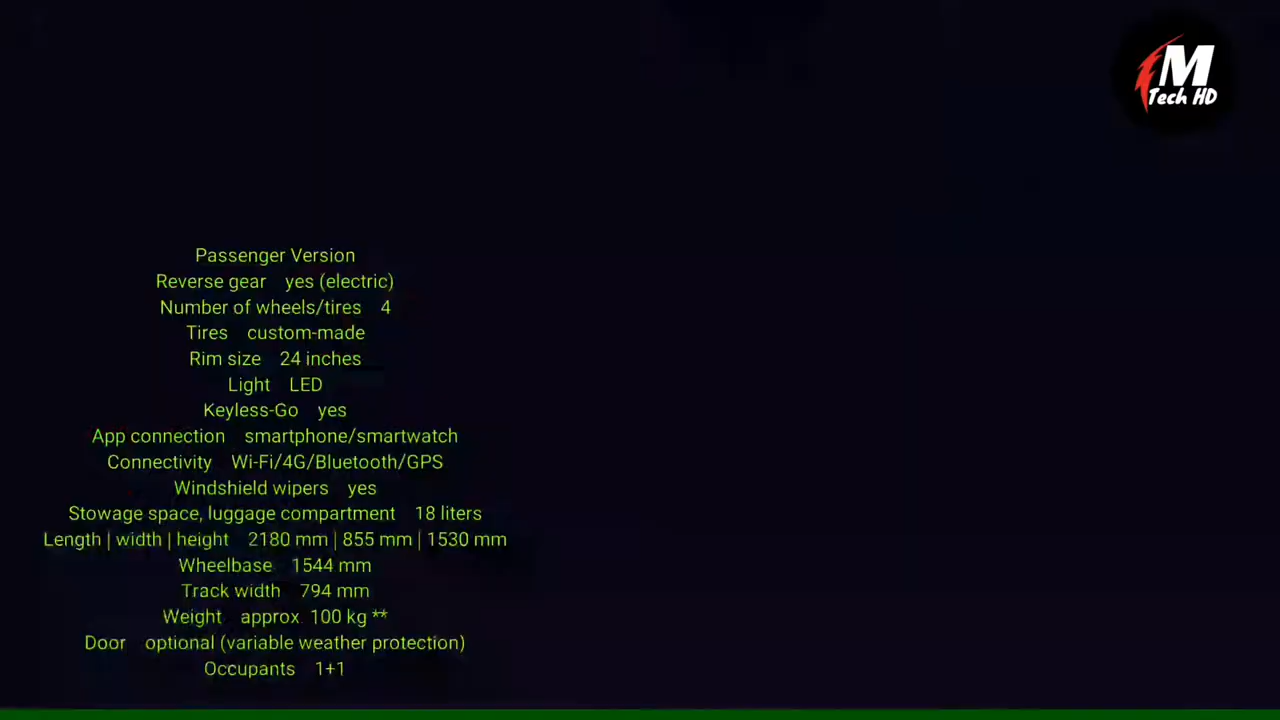 M
Tech HD
Passenger Version
Reverse gear yes (electric)
Number of wheels/tires 4
Tires custom-made
Rim size 24 inches
Light LED
Keyless-Go yes
App connection smartphone/smartwatch
Connectivity Wi-Fi/4G/Bluetooth/GPS
Windshield wipers yes
Stowage space, luggage compartment 18 liters
Length | width | height 2180 mm | 855 mm | 1530 mm
Wheelbase 1544 mm
Track width 794 mm
Weight approx. 100 kg **
Door optional (variable weather protection)
Occupants 1+1